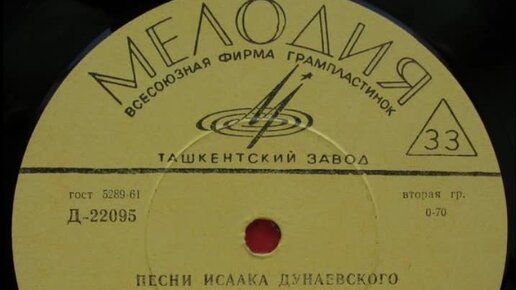 МЕЛОДИЯ
ВСЕСОЮЗНАЯ ФИРМА ГРАМПЛАСТИНОК
33
ТАШКЕНТСКИЙ ЗАВОД
гост 5289-61
вторая гр.
Д-22095
0-70
ПЕСНИ ИСААКА ДУНАЕВСКОГО